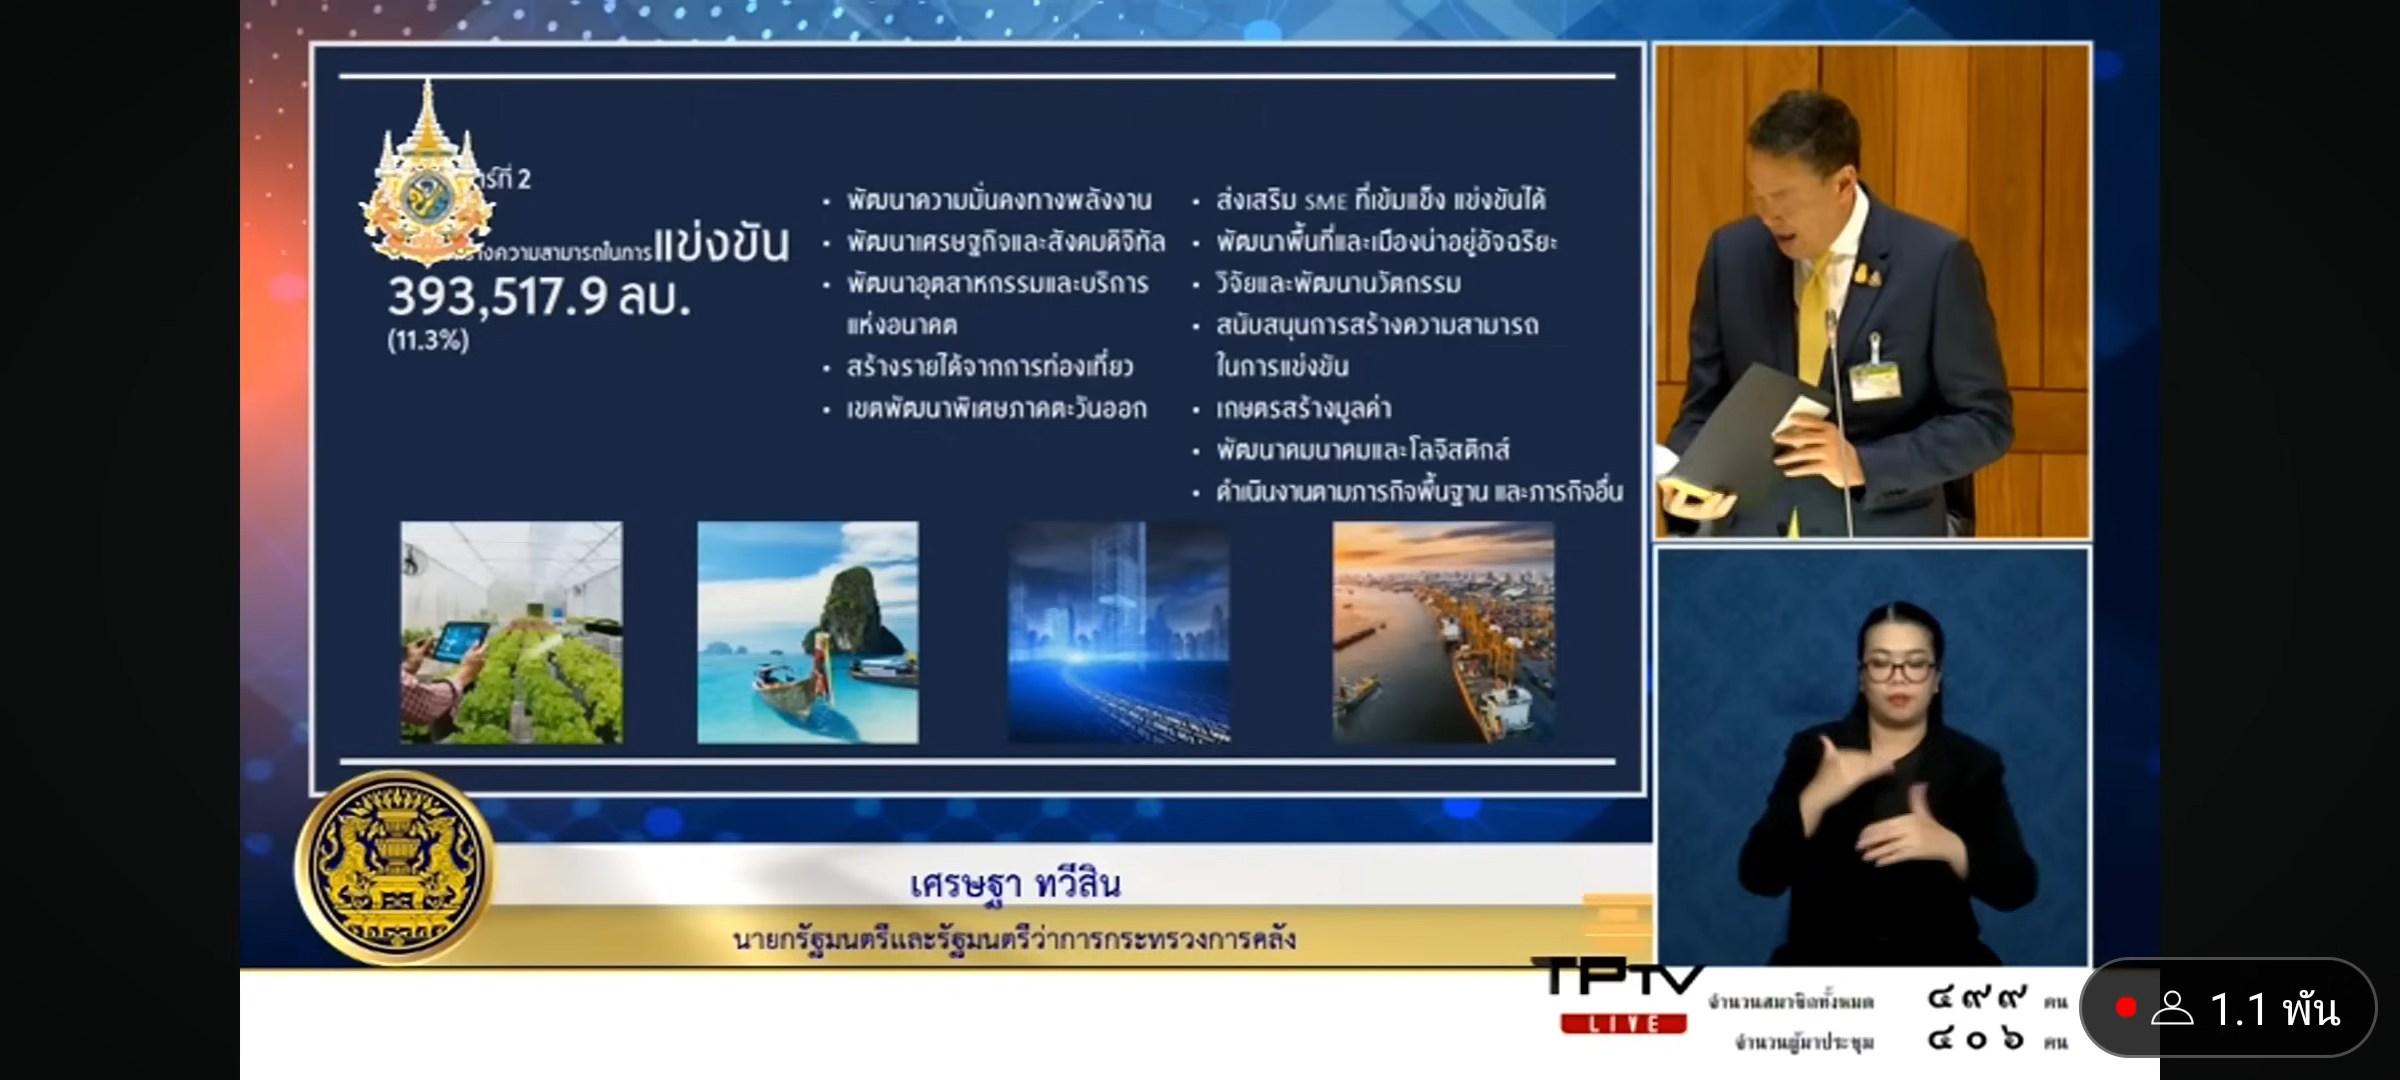 ที่ 2
ความสามารถในการแข่งขัน
393,517.9 ลบ.
(11.3%)
• พัฒนาความมั่นคงทางพลังงาน
• พัฒนาเศรษฐกิจและสังคมดิจิทัล
• พัฒนาอุตสาหกรรมและบริการ
แห่งอนาคต
• สร้างรายได้จากการท่องเที่ยว
• เขตพัฒนาพิเศษภาคตะวันออก
• ส่งเสริม SME ที่เข้มแข็ง แข่งขันได้
• พัฒนาพื้นที่และเมืองน่าอยู่อัจฉริยะ
• วิจัยและพัฒนานวัตกรรม
• สนับสนุนการสร้างความสามารถ
ในการแข่งขัน
• เกษตรสร้างมูลค่า
• พัฒนาคมนาคมและโลจิสติกส์
• ดำเนินงานตามภารกิจพื้นฐาน และภารกิจอื่น
เศรษฐา ทวีสิน
นายกรัฐมนตรีและรัฐมนตรีว่าการกระทรวงการคลัง
TPTV
LIVE
จำนวนสมาชิกทั้งหมด ๔๙๙ คน
จำนวนผู้มาประชุม ๔๐๖ คน
1.1 พัน